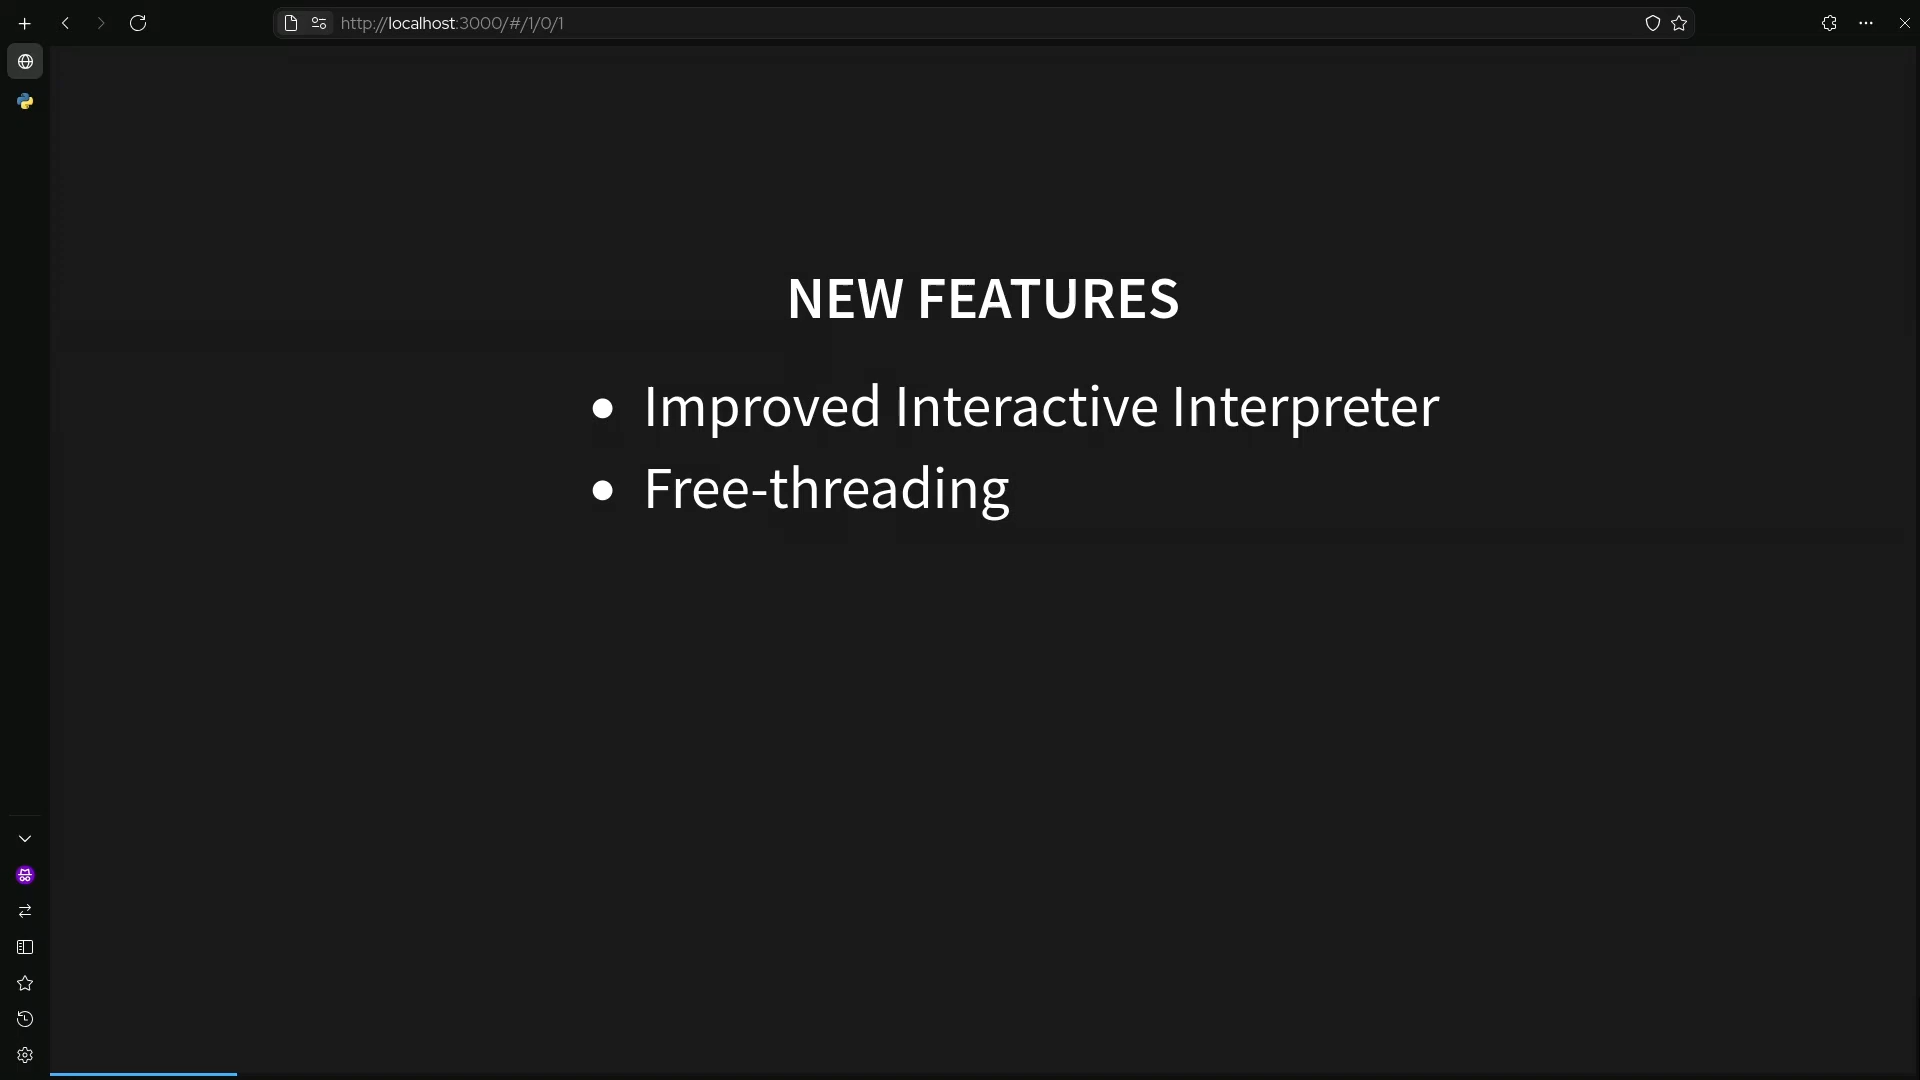 http://localhost:3000/#/1/0/1
NEW FEATURES
• Improved Interactive Interpreter
• Free-threading